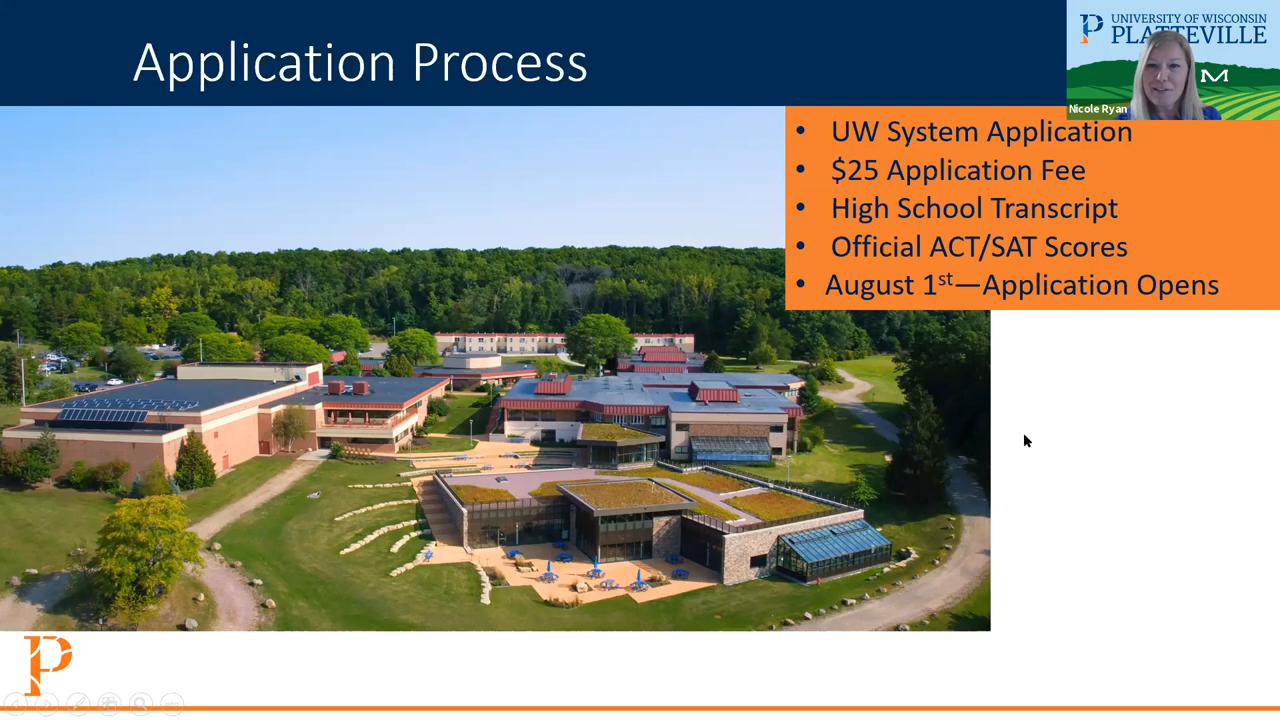 Application Process
UNIVERSITY OF WISCONSIN
PLATTEVILLE
Nicole Ryan
• UW System Application
• $25 Application Fee
• High School Transcript
• Official ACT/SAT Scores
• August 1st—Application Opens
P